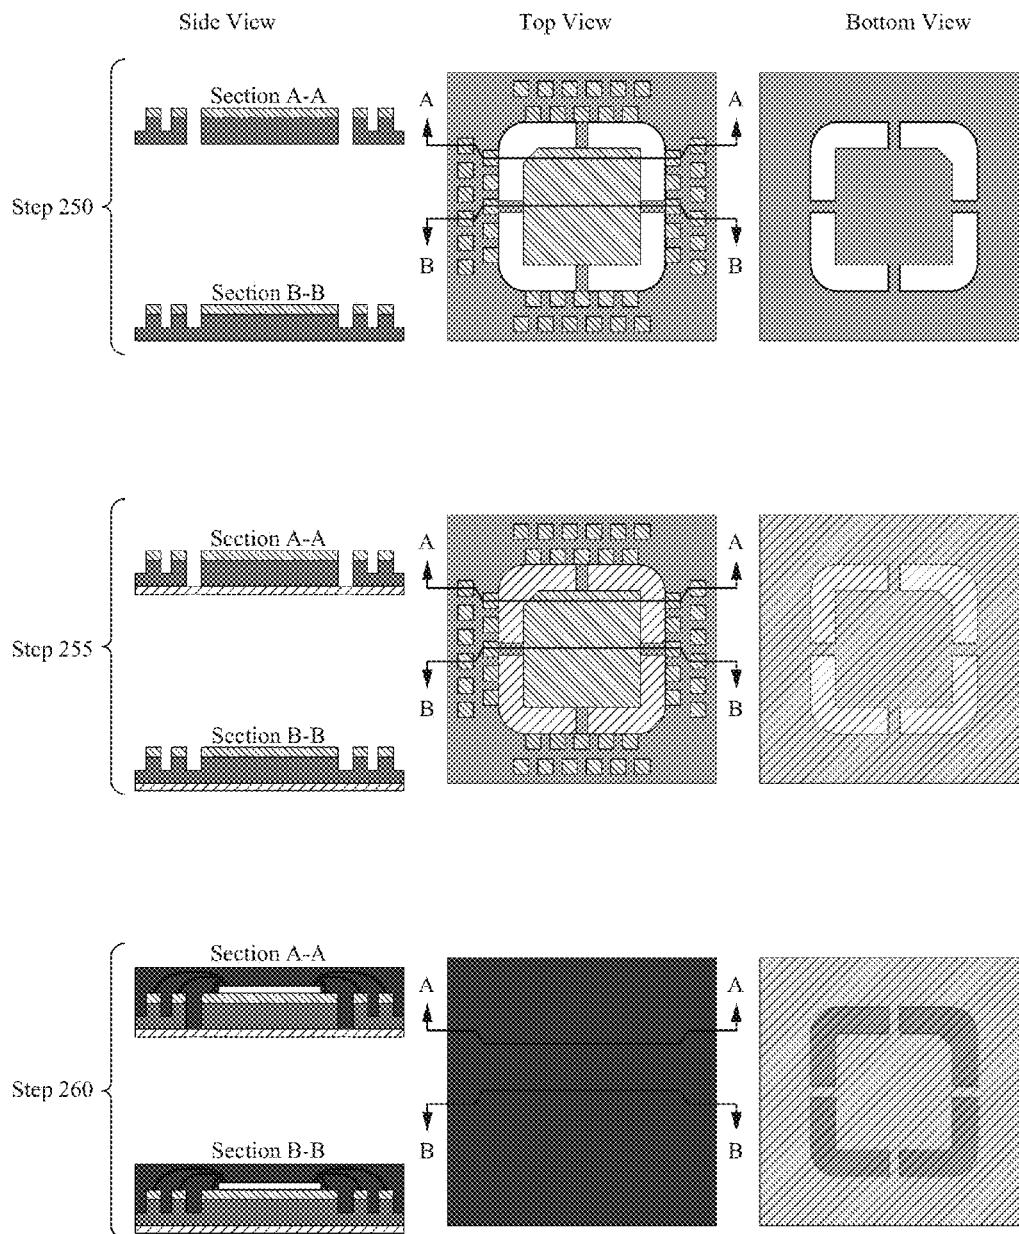 Side View Top View Bottom View
Section A-A A A
Step 250
B B
Section B-B
Section A-A A A
Step 255
B B
Section B-B
Section A-A A A
Step 260
B B
Section B-B